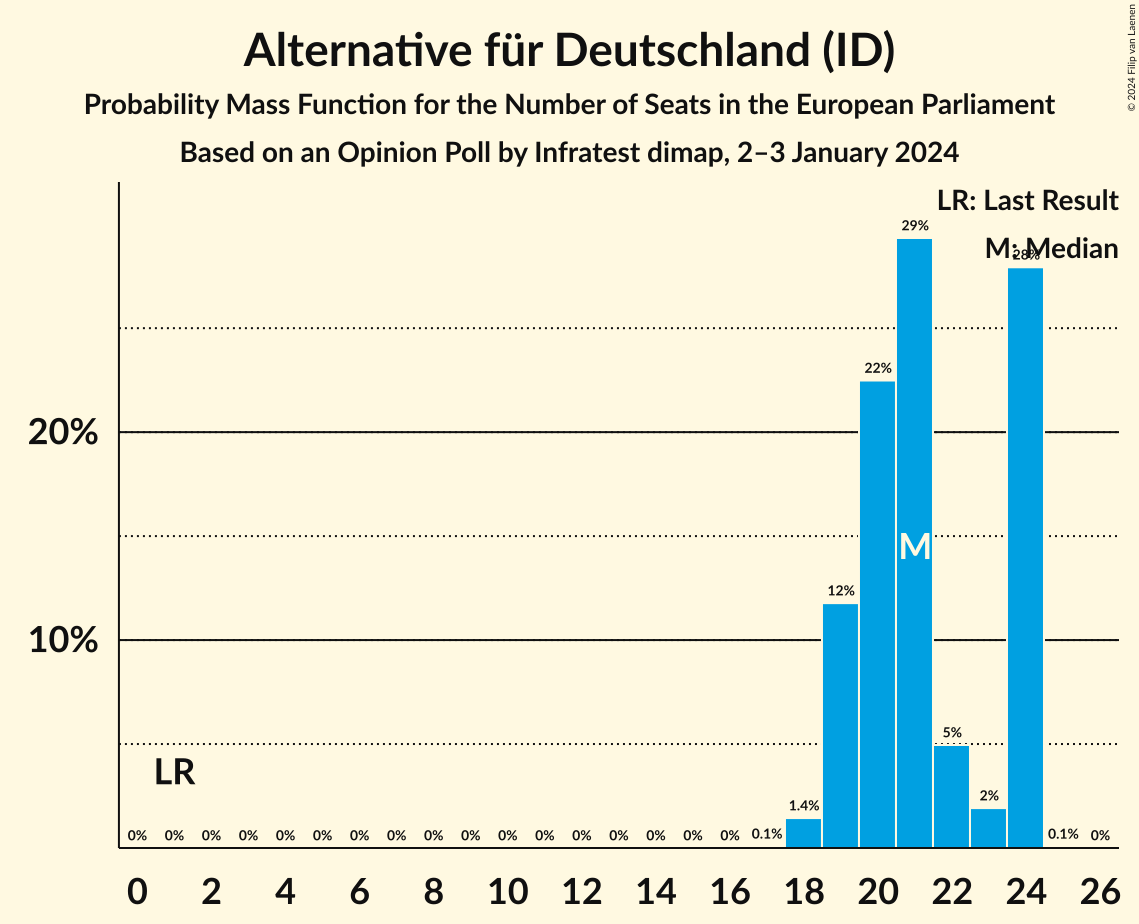 Alternative für Deutschland (ID)
Probability Mass Function for the Number of Seats in the European Parliament
Based on an Opinion Poll by Infratest dimap, 2–3 January 2024
© 2024 Filip van Laenen
LR: Last Result
M: Median
29%
28%
22%
20%
M
12%
10%
5%
LR
2%
1.4%
0% 0% 0% 0% 0% 0% 0% 0% 0% 0% 0% 0% 0% 0% 0% 0% 0% 0.1% 0.1% 0%
0 2 4 6 8 10 12 14 16 18 20 22 24 26